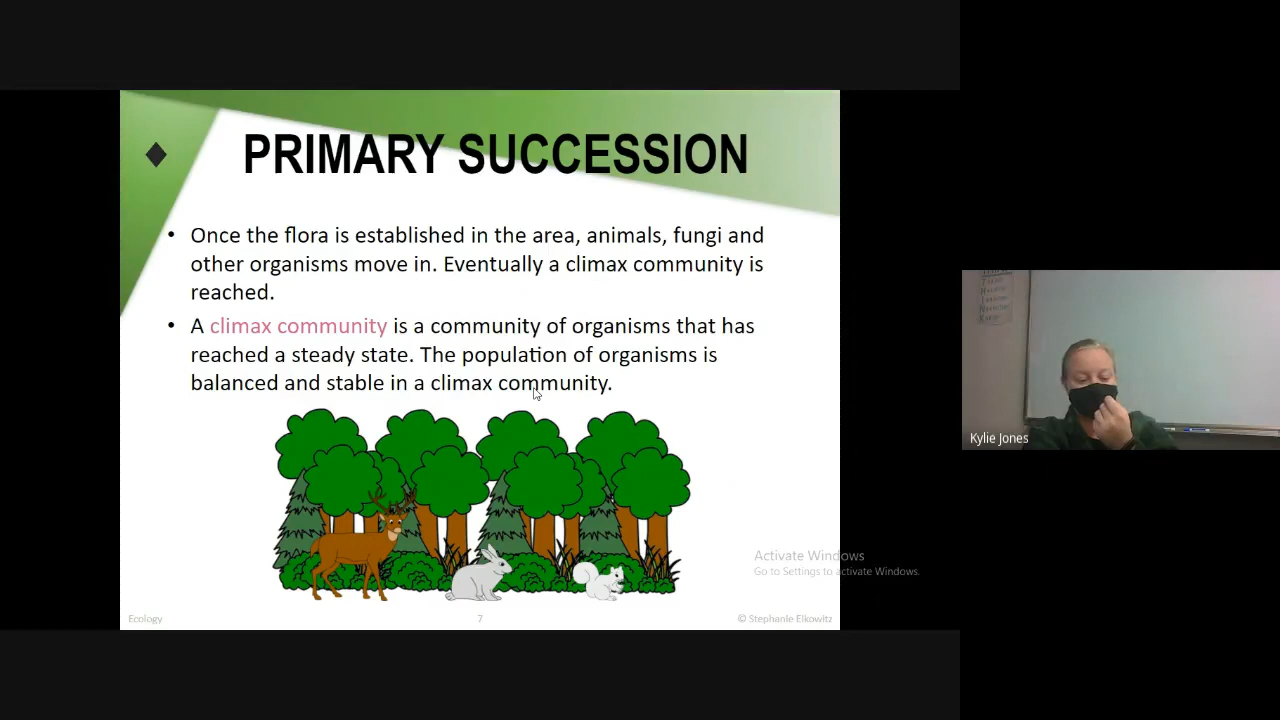 PRIMARY SUCCESSION
• Once the flora is established in the area, animals, fungi and
other organisms move in. Eventually a climax community is
reached.
• A climax community is a community of organisms that has
reached a steady state. The population of organisms is
balanced and stable in a climax community.
Kylie Jones
Activate Windows
Go to Settings to activate Windows.
Ecology
7
© Stephanie Elkowitz